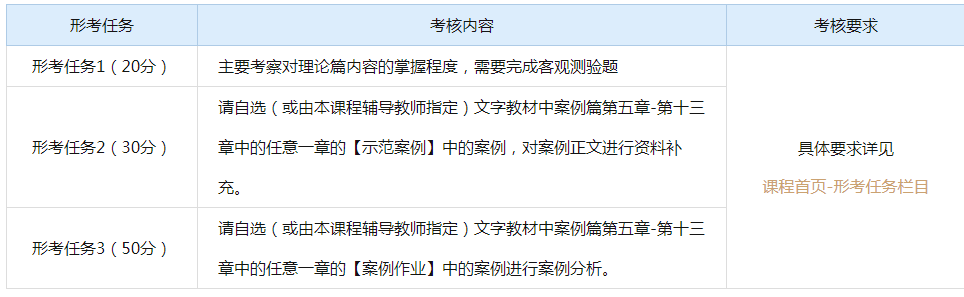 形考任务
考核内容
考核要求
形考任务1（20分）
主要考察对理论篇内容的掌握程度，需要完成客观测验题
形考任务2（30分）
请自选（或由本课程辅导教师指定）文字教材中案例篇第五章-第十三
章中的任意一章的【示范案例】中的案例，对案例正文进行资料补
充。
具体要求详见
课程首页-形考任务栏目
形考任务3（50分）
请自选（或由本课程辅导教师指定）文字教材中案例篇第五章-第十三
章中的任意一章的【案例作业】中的案例进行案例分析。